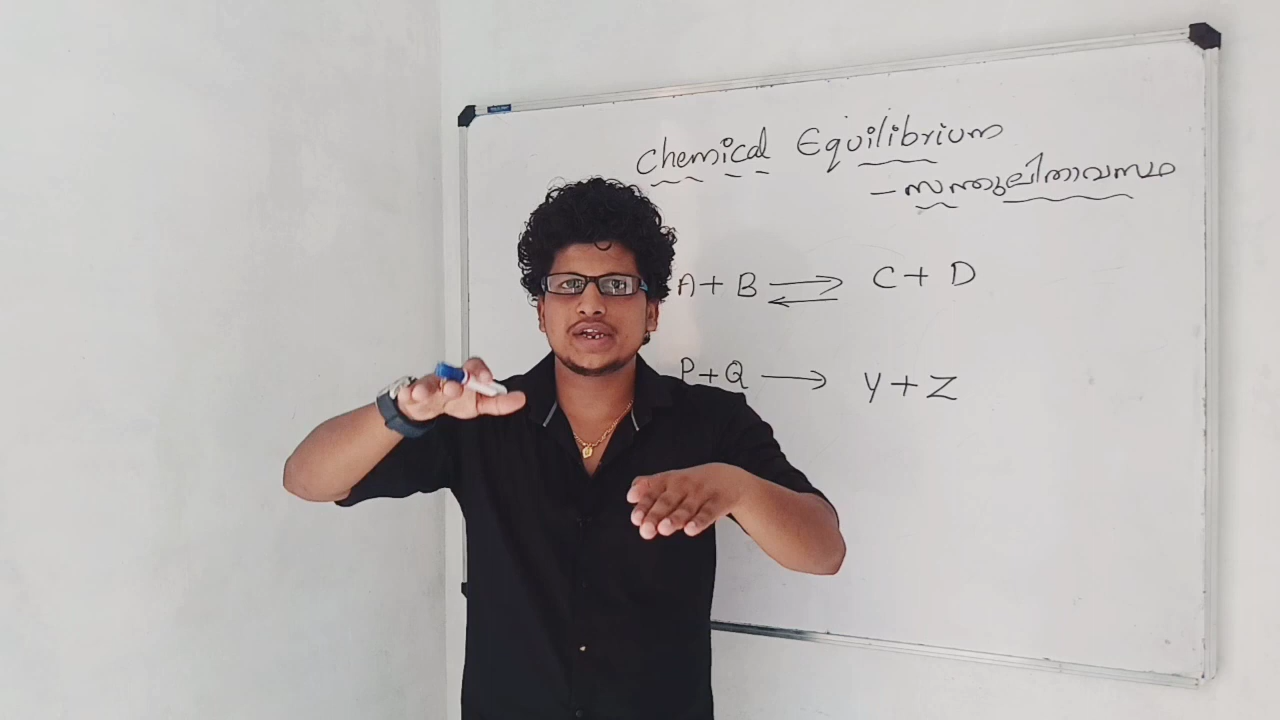 Chemical Equilibrium
- സന്തുലിതാവസ്ഥ
A + B ⇌ C + D
P + Q → Y + Z